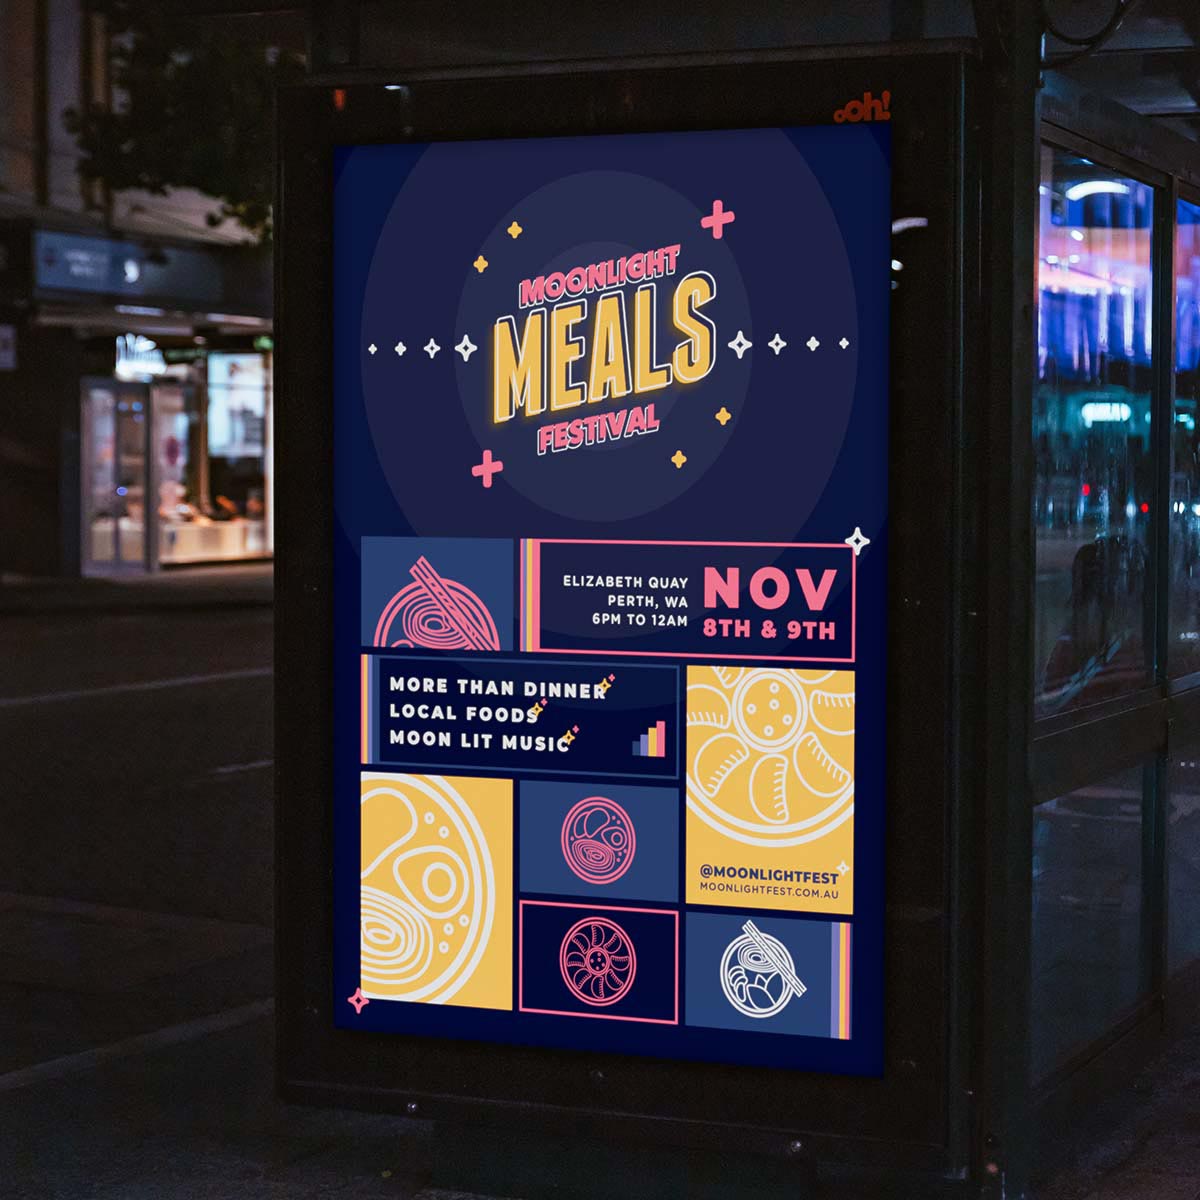 ooh!
MOONLIGHT
MEALS
FESTIVAL
ELIZABETH QUAY
PERTH, WA
6PM TO 12AM
NOV
8TH & 9TH
MORE THAN DINNER
LOCAL FOODS
MOON LIT MUSIC
@MOONLIGHTFEST
MOONLIGHTFEST.COM.AU